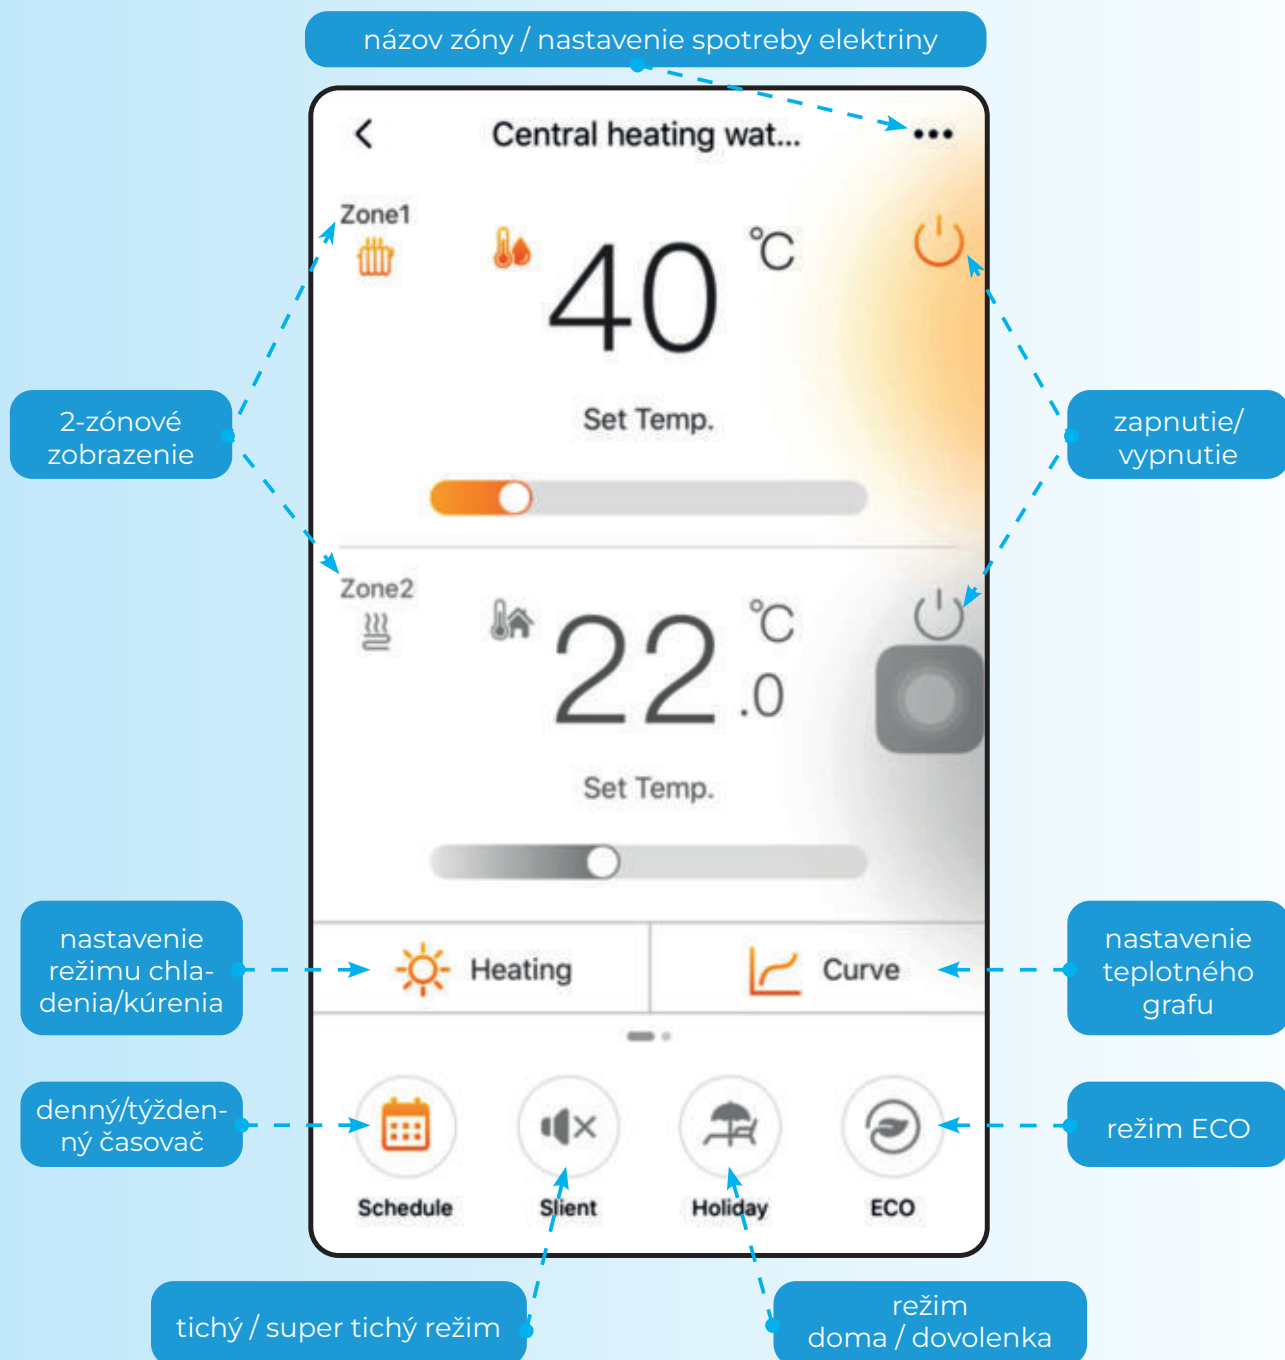 názov zóny / nastavenie spotreby elektriny
Central heating wat...
Zone1
40 °C
Set Temp.
2-zónové
zobrazenie
zapnutie/
vypnutie
Zone2
22.0 °C
Set Temp.
nastavenie
režimu chla-
denia/kúrenia
Heating
Curve
nastavenie
teplotného
grafu
denný/týžden-
ný časovač
režim ECO
Schedule
Slient
Holiday
ECO
tichý / super tichý režim
režim
doma / dovolenka